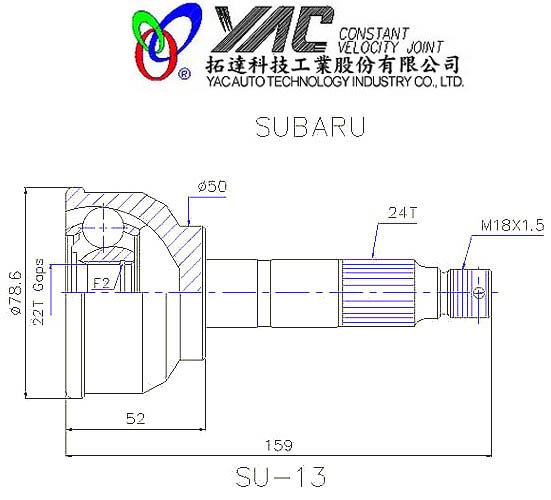 YAC CONSTANT
VELOCITY JOINT
®
拓達科技工業股份有限公司
YAC AUTO TECHNOLOGY INDUSTRY CO., LTD.
SUBARU
ø50
24T
M18X1.5
ø78.6
22T Gaps
F2
52
159
SU-13